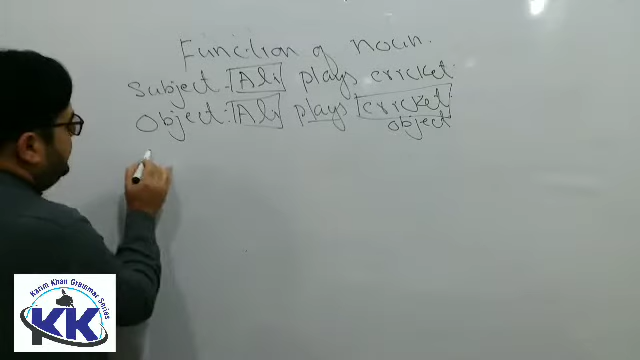 Function of noun.
Subject: Ali plays cricket.
Object: Ali plays cricket.
object
Karim Khan Grammar Series
KK